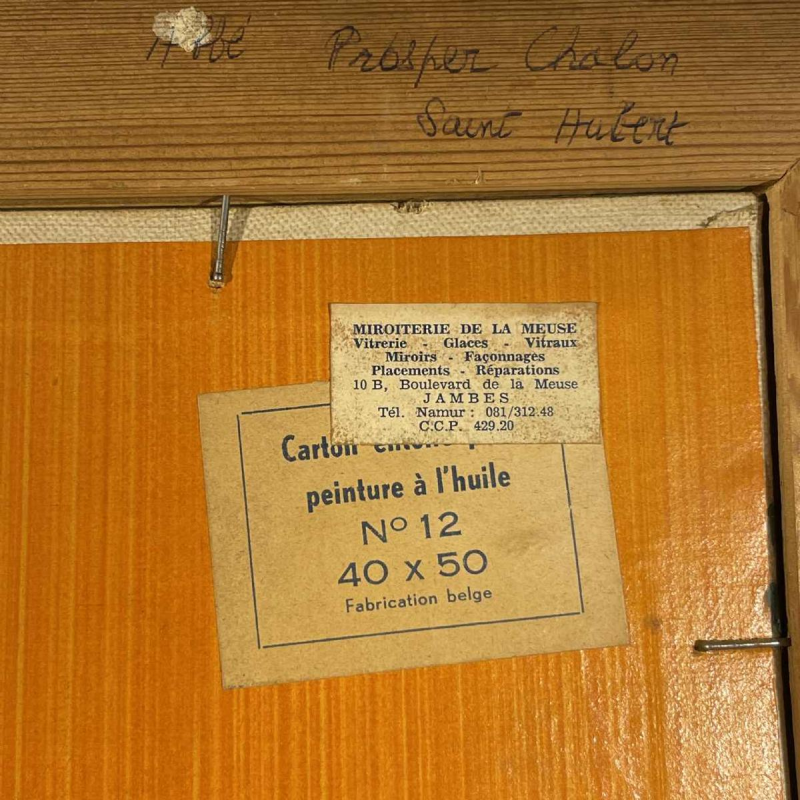 Abbé Prosper Chalon
Saint Hubert
MIROITERIE DE LA MEUSE
Vitrerie - Glaces - Vitraux
Miroirs - Façonnages
Placements - Réparations
10 B, Boulevard de la Meuse
JAMBES
Tél. Namur : 081/312.48
C.C.P. 429.20
Carton
peinture à l'huile
Nº 12
40 x 50
Fabrication belge